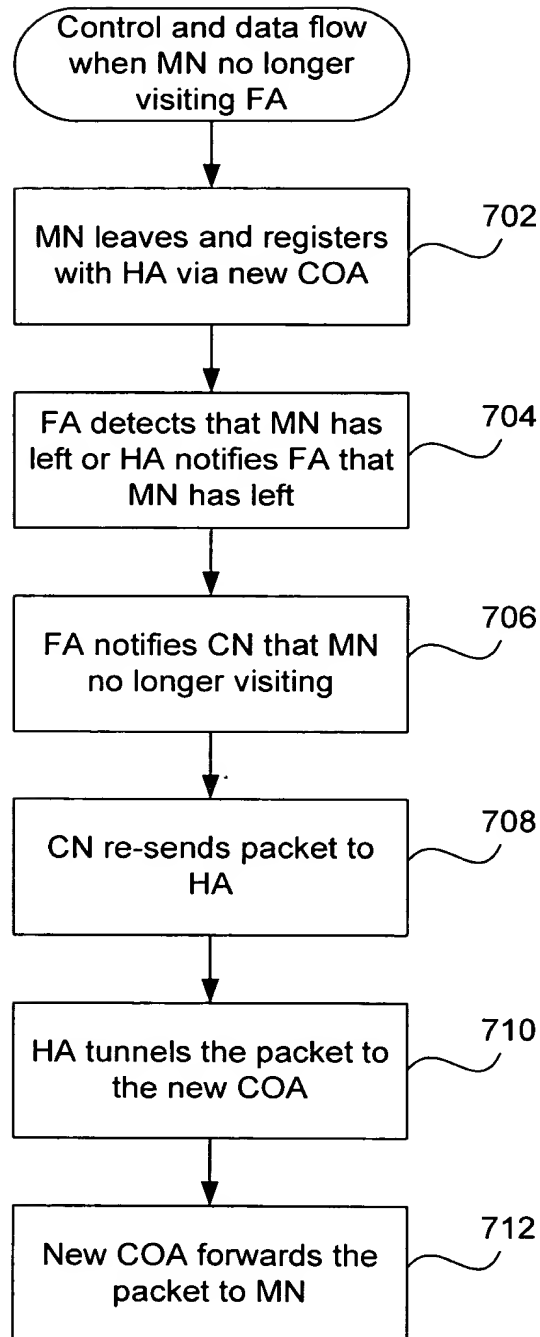 Control and data flow
when MN no longer
visiting FA
702
MN leaves and registers
with HA via new COA
704
FA detects that MN has
left or HA notifies FA that
MN has left
706
FA notifies CN that MN
no longer visiting
708
CN re-sends packet to
HA
710
HA tunnels the packet to
the new COA
712
New COA forwards the
packet to MN